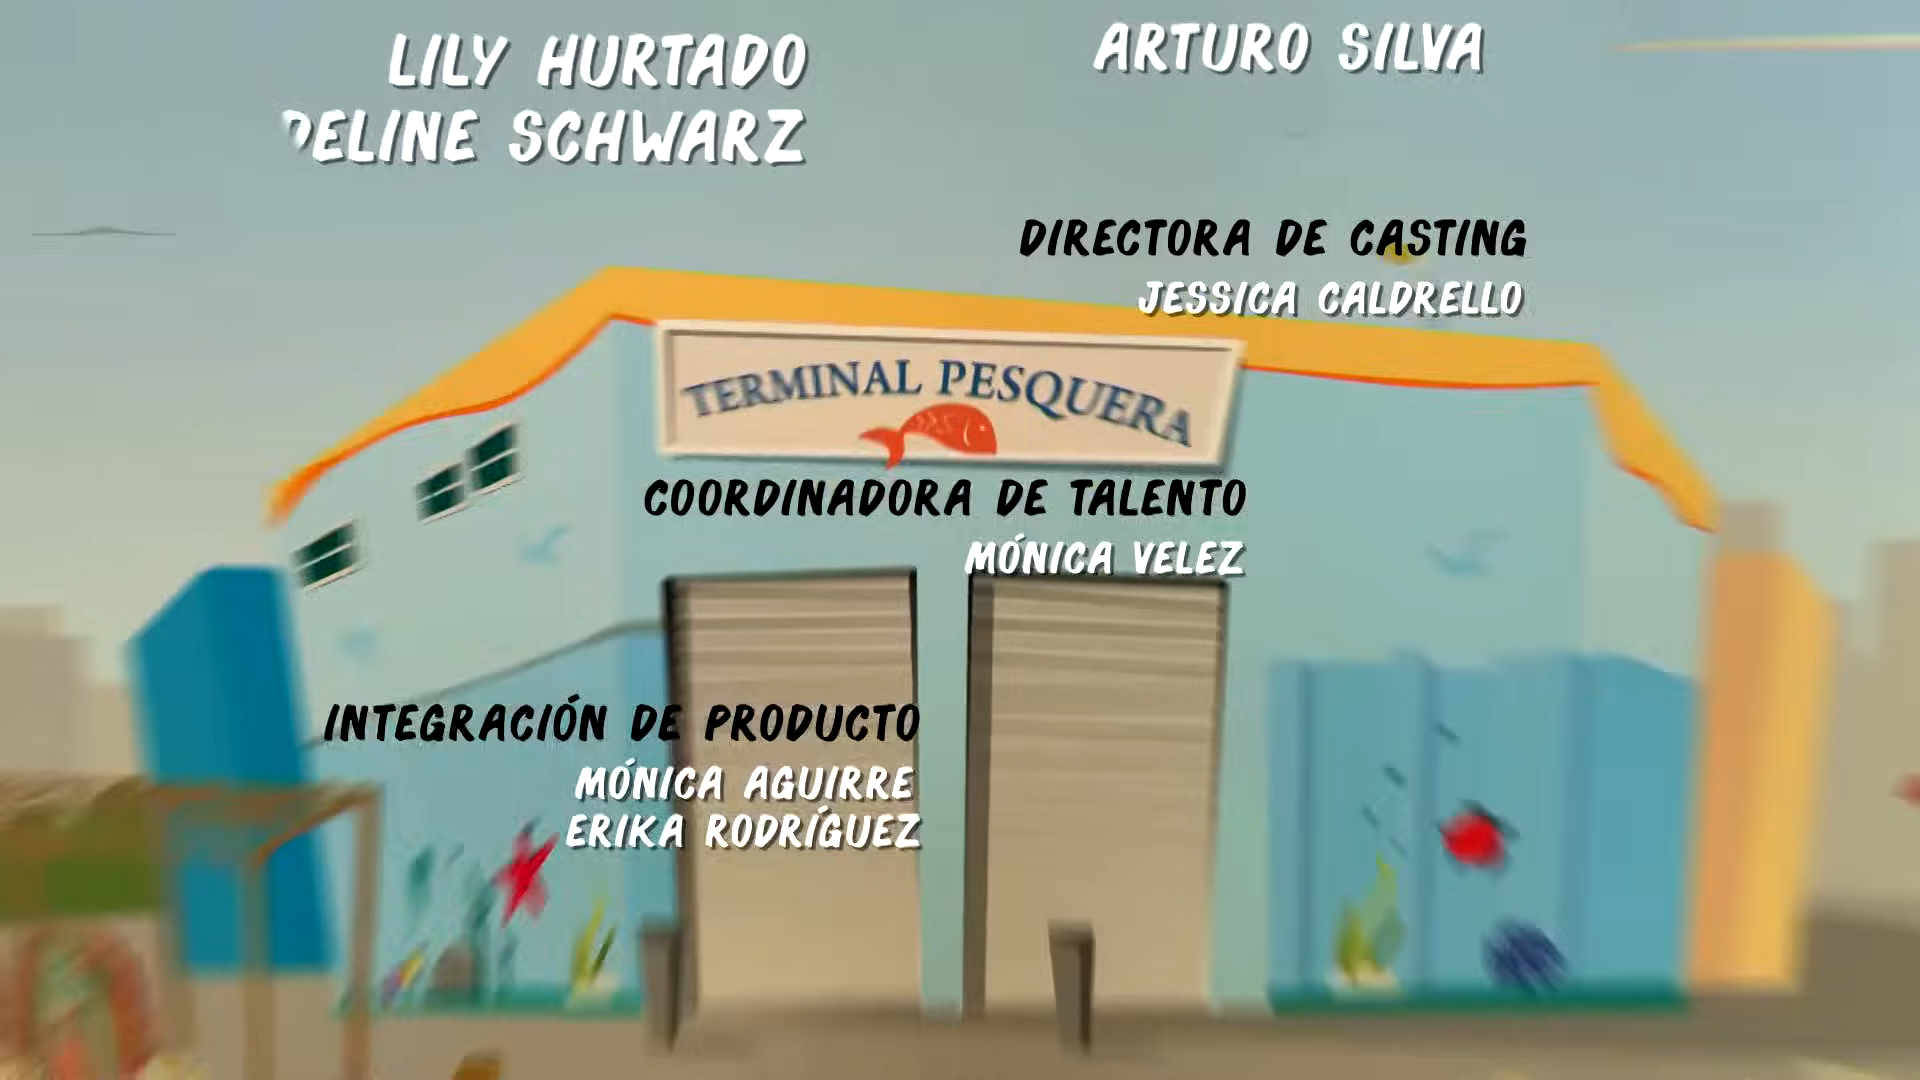 LILY HURTADO
SCHWARZ
ARTURO SILVA
DIRECTORA DE CASTING
JESSICA CALDRELLO
TERMINAL PESQUERA
COORDINADORA DE TALENTO
MÓNICA VELEZ
INTEGRACIÓN DE PRODUCTO
MÓNICA AGUIRRE
ERIKA RODRÍGUEZ